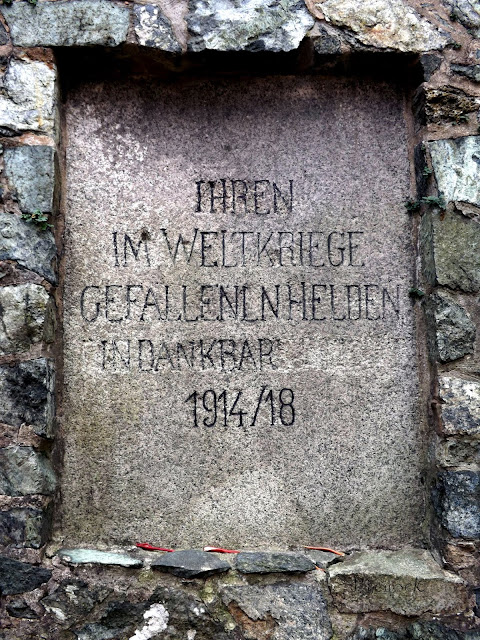 IHREN
IM WELTKRIEGE
GEFALLENEN HELDEN
IN DANKBAR
1914/18